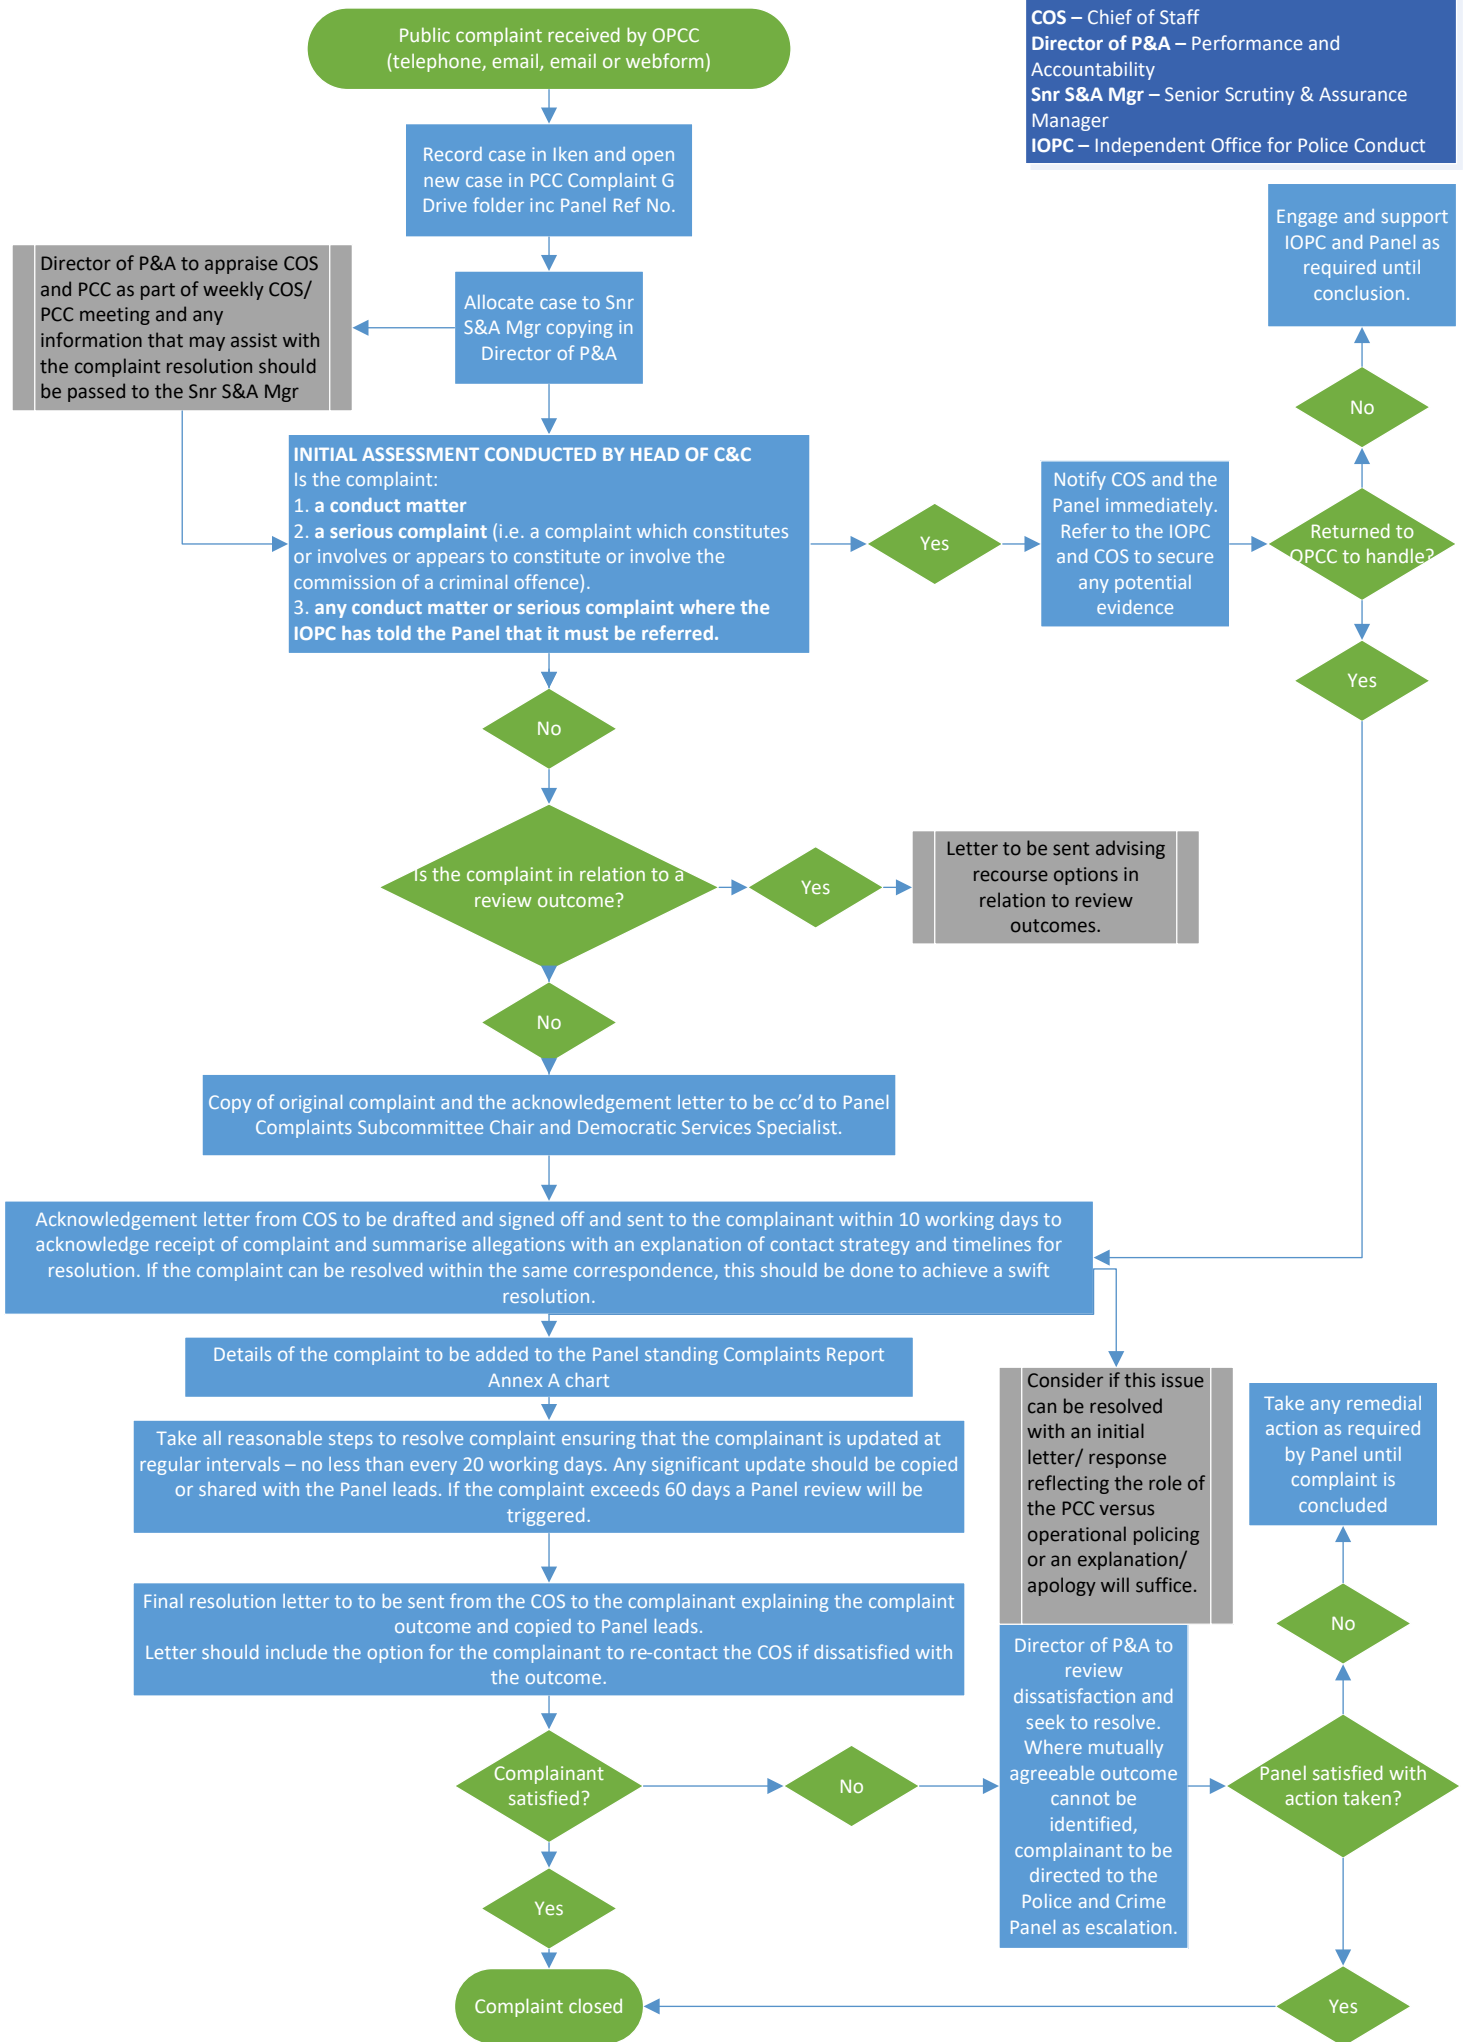 Public complaint received by OPCC
(telephone, email, email or webform)
COS – Chief of Staff
Director of P&A – Performance and
Accountability
Snr S&A Mgr – Senior Scrutiny & Assurance
Manager
IOPC – Independent Office for Police Conduct
Record case in Iken and open
new case in PCC Complaint G
Drive folder inc Panel Ref No.
Director of P&A to appraise COS
and PCC as part of weekly COS/
PCC meeting and any
information that may assist with
the complaint resolution should
be passed to the Snr S&A Mgr
Allocate case to Snr
S&A Mgr copying in
Director of P&A
Engage and support
IOPC and Panel as
required until
conclusion.
No
INITIAL ASSESSMENT CONDUCTED BY HEAD OF C&C
Is the complaint:
1. a conduct matter
2. a serious complaint (i.e. a complaint which constitutes
or involves or appears to constitute or involve the
commission of a criminal offence).
3. any conduct matter or serious complaint where the
IOPC has told the Panel that it must be referred.
Yes
Notify COS and the
Panel immediately.
Refer to the IOPC
and COS to secure
any potential
evidence
Returned to
OPCC to handle?
Yes
No
Is the complaint in relation to a
review outcome?
Yes
Letter to be sent advising
recourse options in
relation to review
outcomes.
No
Copy of original complaint and the acknowledgement letter to be cc’d to Panel
Complaints Subcommittee Chair and Democratic Services Specialist.
Acknowledgement letter from COS to be drafted and signed off and sent to the complainant within 10 working days to
acknowledge receipt of complaint and summarise allegations with an explanation of contact strategy and timelines for
resolution. If the complaint can be resolved within the same correspondence, this should be done to achieve a swift
resolution.
Details of the complaint to be added to the Panel standing Complaints Report
Annex A chart
Take all reasonable steps to resolve complaint ensuring that the complainant is updated at
regular intervals – no less than every 20 working days. Any significant update should be copied
or shared with the Panel leads. If the complaint exceeds 60 days a Panel review will be
triggered.
Consider if this issue
can be resolved
with an initial
letter/ response
reflecting the role of
the PCC versus
operational policing
or an explanation/
apology will suffice.
Take any remedial
action as required
by Panel until
complaint is
concluded
Final resolution letter to to be sent from the COS to the complainant explaining the complaint
outcome and copied to Panel leads.
Letter should include the option for the complainant to re-contact the COS if dissatisfied with
the outcome.
No
Complainant
satisfied?
No
Director of P&A to
review
dissatisfaction and
seek to resolve.
Where mutually
agreeable outcome
cannot be
identified,
complainant to be
directed to the
Police and Crime
Panel as escalation.
Panel satisfied with
action taken?
Yes
Complaint closed
Yes